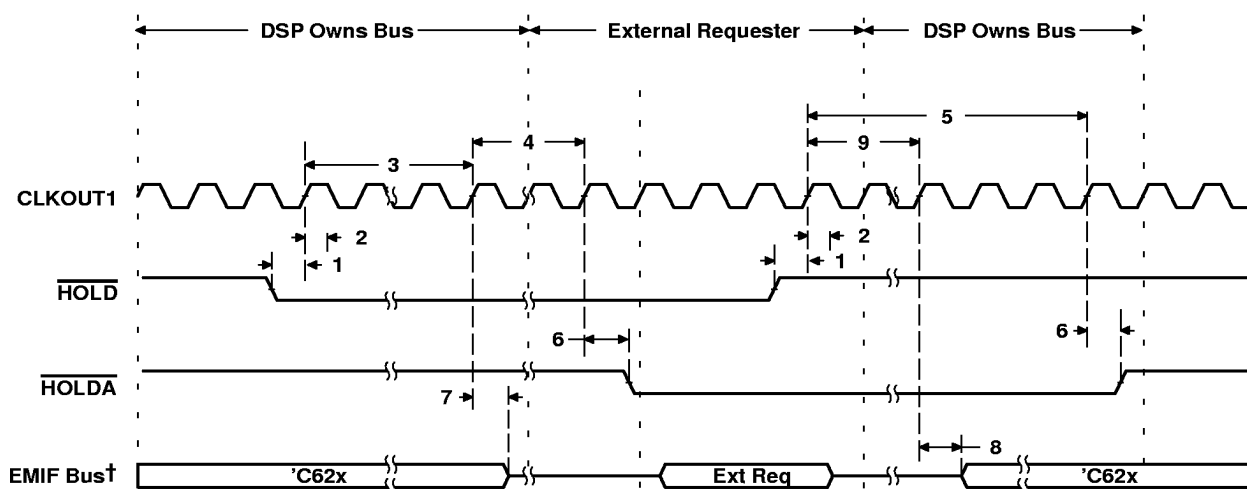 DSP Owns Bus External Requester DSP Owns Bus
5
4 9
3
CLKOUT1
2 2
1 1
HOLD
6 6
HOLDA
7
8
EMIF Bus† 'C62x Ext Req 'C62x